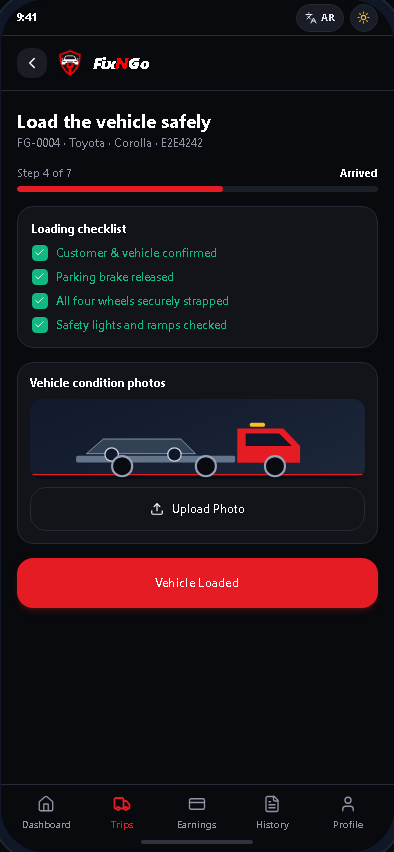 9:41
AR
FixNGo
Load the vehicle safely
FG-0004 · Toyota · Corolla · E2E4242
Step 4 of 7
Arrived
Loading checklist
Customer & vehicle confirmed
Parking brake released
All four wheels securely strapped
Safety lights and ramps checked
Vehicle condition photos
Upload Photo
Vehicle Loaded
Dashboard
Trips
Earnings
History
Profile